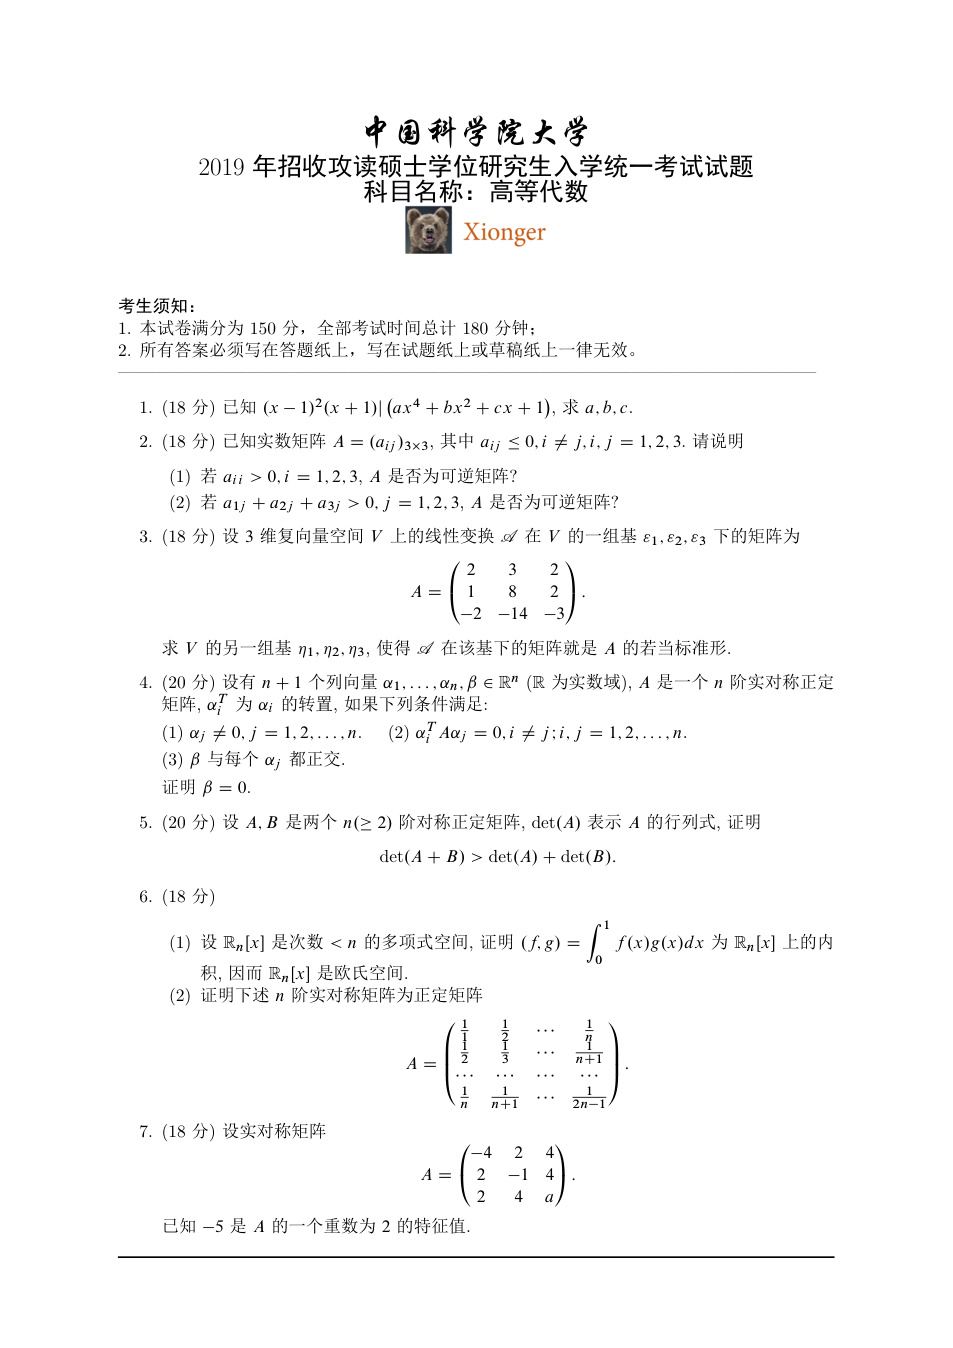 中国科学院大学
2019 年招收攻读硕士学位研究生入学统一考试试题
科目名称：高等代数
Xionger
考生须知：
1. 本试卷满分为 150 分，全部考试时间总计 180 分钟；
2. 所有答案必须写在答题纸上，写在试题纸上或草稿纸上一律无效。
1. (18 分) 已知 (x − 1)²(x + 1)| (ax⁴ + bx² + cx + 1), 求 a, b, c.
2. (18 分) 已知实数矩阵 A = (aᵢⱼ)₃ₓ₃, 其中 aᵢⱼ ≤ 0, i ≠ j, i, j = 1, 2, 3. 请说明
(1) 若 aᵢᵢ > 0, i = 1, 2, 3, A 是否为可逆矩阵?
(2) 若 a₁ⱼ + a₂ⱼ + a₃ⱼ > 0, j = 1, 2, 3, A 是否为可逆矩阵?
3. (18 分) 设 3 维复向量空间 V 上的线性变换 𝒜 在 V 的一组基 ε₁, ε₂, ε₃ 下的矩阵为
2 3 2
A = 1 8 2 .
−2 −14 −3
求 V 的另一组基 η₁, η₂, η₃, 使得 𝒜 在该基下的矩阵就是 A 的若当标准形.
4. (20 分) 设有 n + 1 个列向量 α₁, . . . , αₙ, β ∈ ℝⁿ (ℝ 为实数域), A 是一个 n 阶实对称正定
矩阵, αᵢᵀ 为 αᵢ 的转置, 如果下列条件满足:
(1) αⱼ ≠ 0, j = 1, 2, . . . , n. (2) αᵢᵀAαⱼ = 0, i ≠ j; i, j = 1, 2, . . . , n.
(3) β 与每个 αⱼ 都正交.
证明 β = 0.
5. (20 分) 设 A, B 是两个 n(≥ 2) 阶对称正定矩阵, det(A) 表示 A 的行列式, 证明
det(A + B) > det(A) + det(B).
6. (18 分)
(1) 设 ℝₙ[x] 是次数 < n 的多项式空间, 证明 (f, g) = ∫₀¹ f(x)g(x)dx 为 ℝₙ[x] 上的内
积, 因而 ℝₙ[x] 是欧氏空间.
(2) 证明下述 n 阶实对称矩阵为正定矩阵
1/1 1/2 ⋯ 1/n
1/2 1/3 ⋯ 1/(n+1)
A = ⋯ ⋯ ⋯ ⋯ .
1/n 1/(n+1) ⋯ 1/(2n−1)
7. (18 分) 设实对称矩阵
−4 2 4
A = 2 −1 4 .
2 4 a
已知 −5 是 A 的一个重数为 2 的特征值.